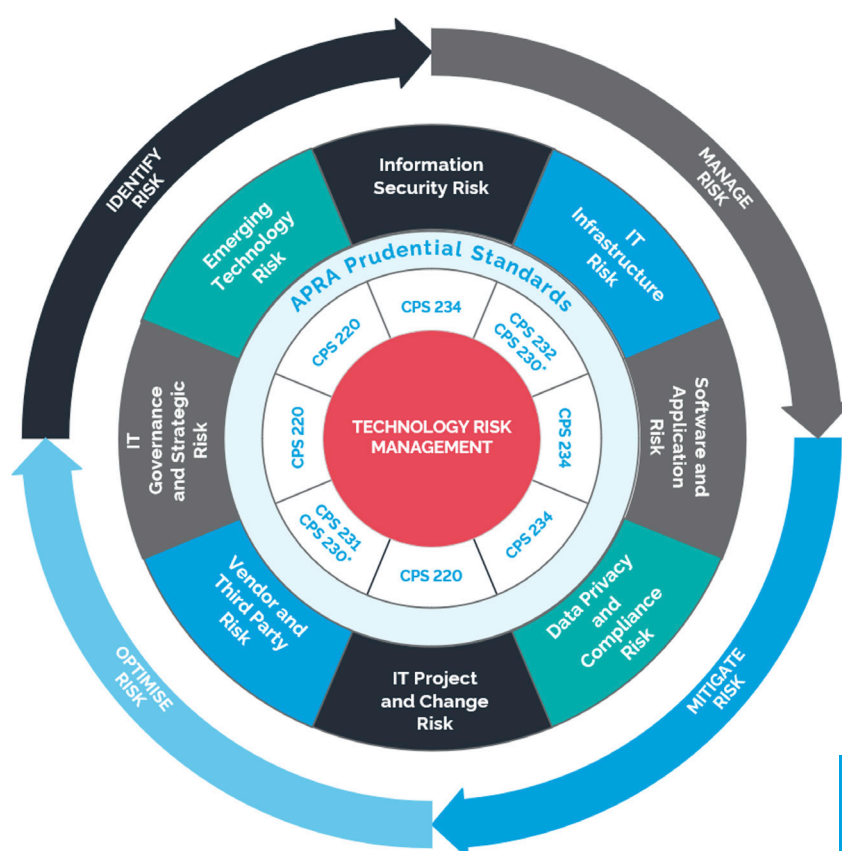 IDENTIFY
RISK
MANAGE
RISK
MITIGATE
RISK
OPTIMISE
RISK
Information
Security Risk
IT
Infrastructure
Risk
Software and
Application
Risk
Data Privacy
and
Compliance
Risk
IT Project
and Change
Risk
Vendor and
Third Party
Risk
IT
Governance
and Strategic
Risk
Emerging
Technology
Risk
APRA Prudential Standards
CPS 234
CPS 232
CPS 230*
CPS 234
CPS 234
CPS 220
CPS 231
CPS 230*
CPS 220
CPS 220
TECHNOLOGY RISK
MANAGEMENT